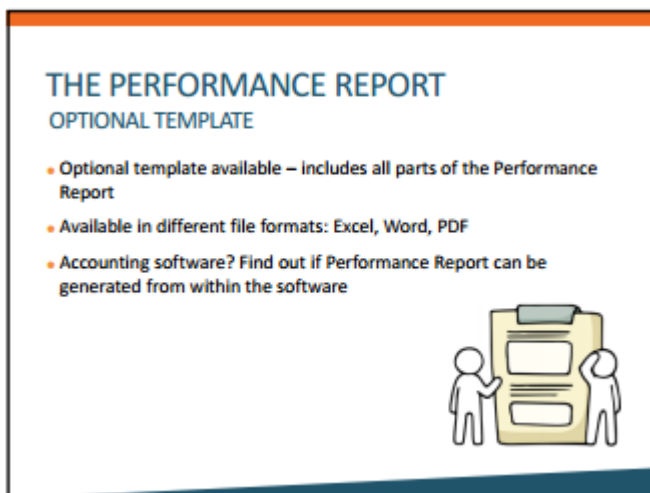 THE PERFORMANCE REPORT
OPTIONAL TEMPLATE
• Optional template available – includes all parts of the Performance
Report
• Available in different file formats: Excel, Word, PDF
• Accounting software? Find out if Performance Report can be
generated from within the software